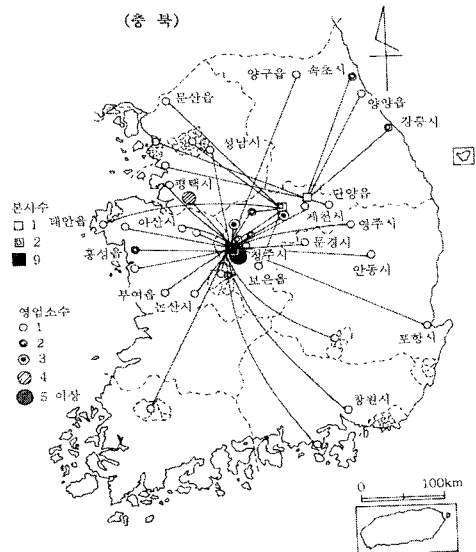 (충 북)
양구읍
속초시
문산읍
양양읍
강릉시
성남시
평택시
단양읍
본사수
1
2
9
태안읍
아산시
제천시
영주시
홍성읍
청주시
문경시
안동시
부여읍
보은읍
논산시
영업소수
1
2
3
4
5 이상
포항시
창원시
0
100km